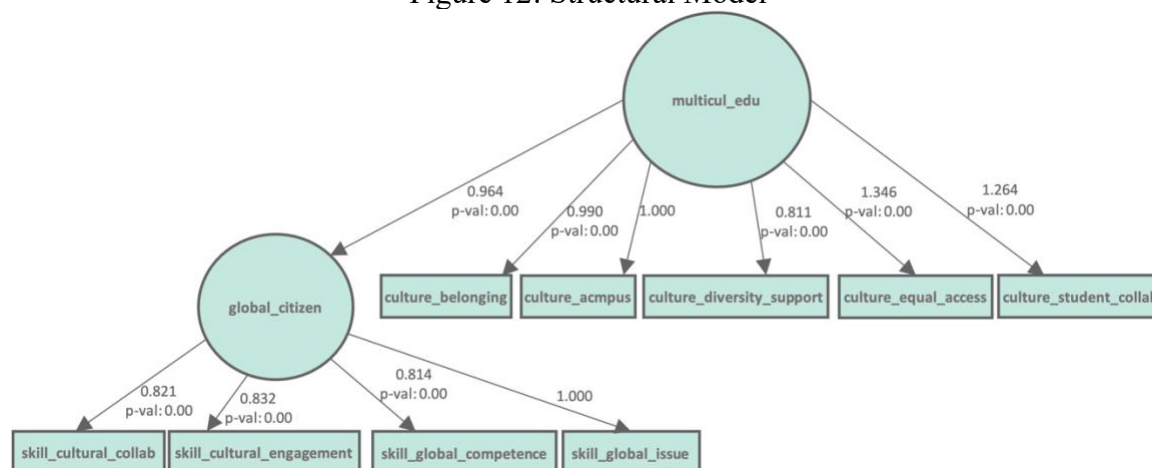 Figure 12: Structural Model
multicul_edu
0.964
p-val: 0.00
0.990
p-val: 0.00
1.000
0.811
p-val: 0.00
1.346
p-val: 0.00
1.264
p-val: 0.00
global_citizen
culture_belonging
culture_acmpus
culture_diversity_support
culture_equal_access
culture_student_collab
0.821
p-val: 0.00
0.832
p-val: 0.00
0.814
p-val: 0.00
1.000
skill_cultural_collab
skill_cultural_engagement
skill_global_competence
skill_global_issue